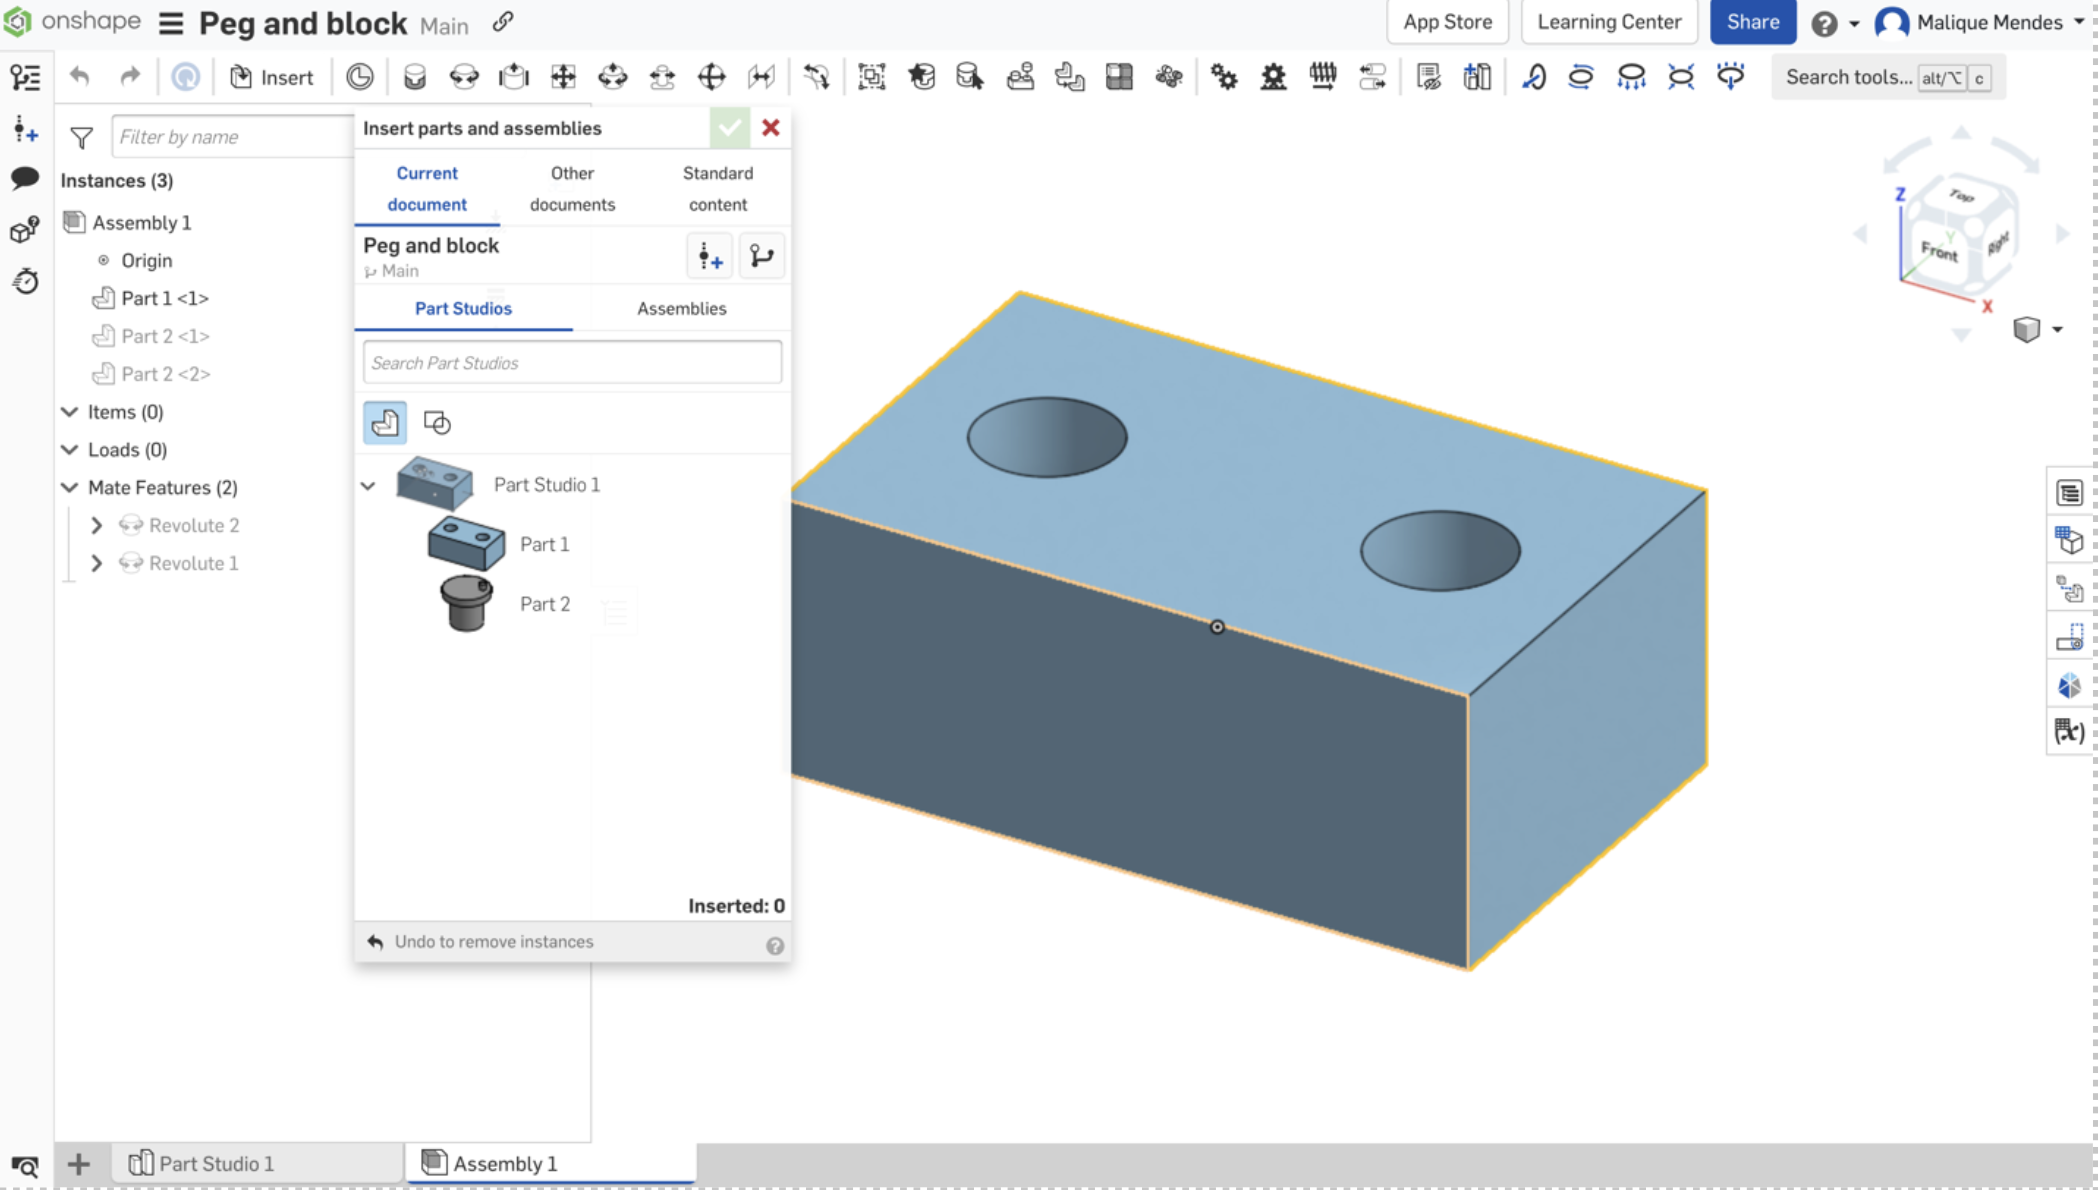 onshape Peg and block Main App Store Learning Center Share Malique Mendes
Insert Search tools... alt/⌥ c
Filter by name
Instances (3)
Assembly 1
Origin
Part 1 <1>
Part 2 <1>
Part 2 <2>
Items (0)
Loads (0)
Mate Features (2)
Revolute 2
Revolute 1
Insert parts and assemblies
Current document
Other documents
Standard content
Peg and block
Main
Part Studios Assemblies
Search Part Studios
Part Studio 1
Part 1
Part 2
Inserted: 0
Undo to remove instances
Z
Top
Front
Right
Y
X
(x)
Part Studio 1 Assembly 1